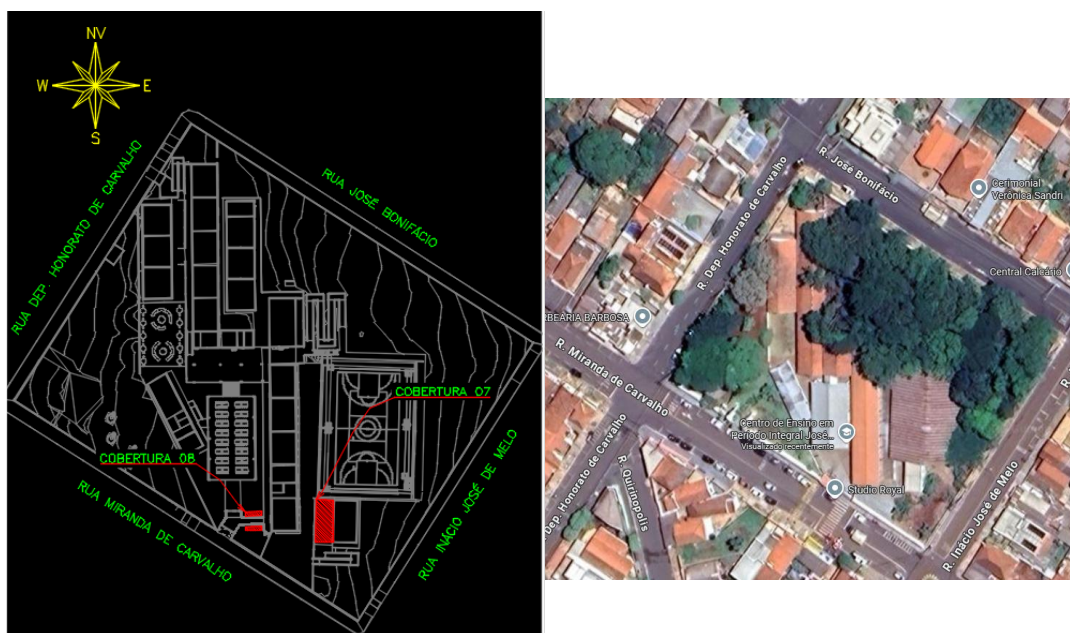 NV
W
E
S
RUA DEP. HONORATO DE CARVALHO
RUA JOSÉ BONIFÁCIO
COBERTURA 07
COBERTURA 08
RUA MIRANDA DE CARVALHO
RUA INÁCIO JOSÉ DE MELO
R. José Bonifácio
R. Dep. Honorato de Carvalho
Cerimonial
Verônica Sandri
Central Calcário
RBEARIA BARBOSA
R. Miranda de Carvalho
Centro de Ensino em
Período Integral José...
Visualizado recentemente
Studio Royal
Dep. Honorato de Carvalho
R. Quirinópolis
R. Inácio José de Melo